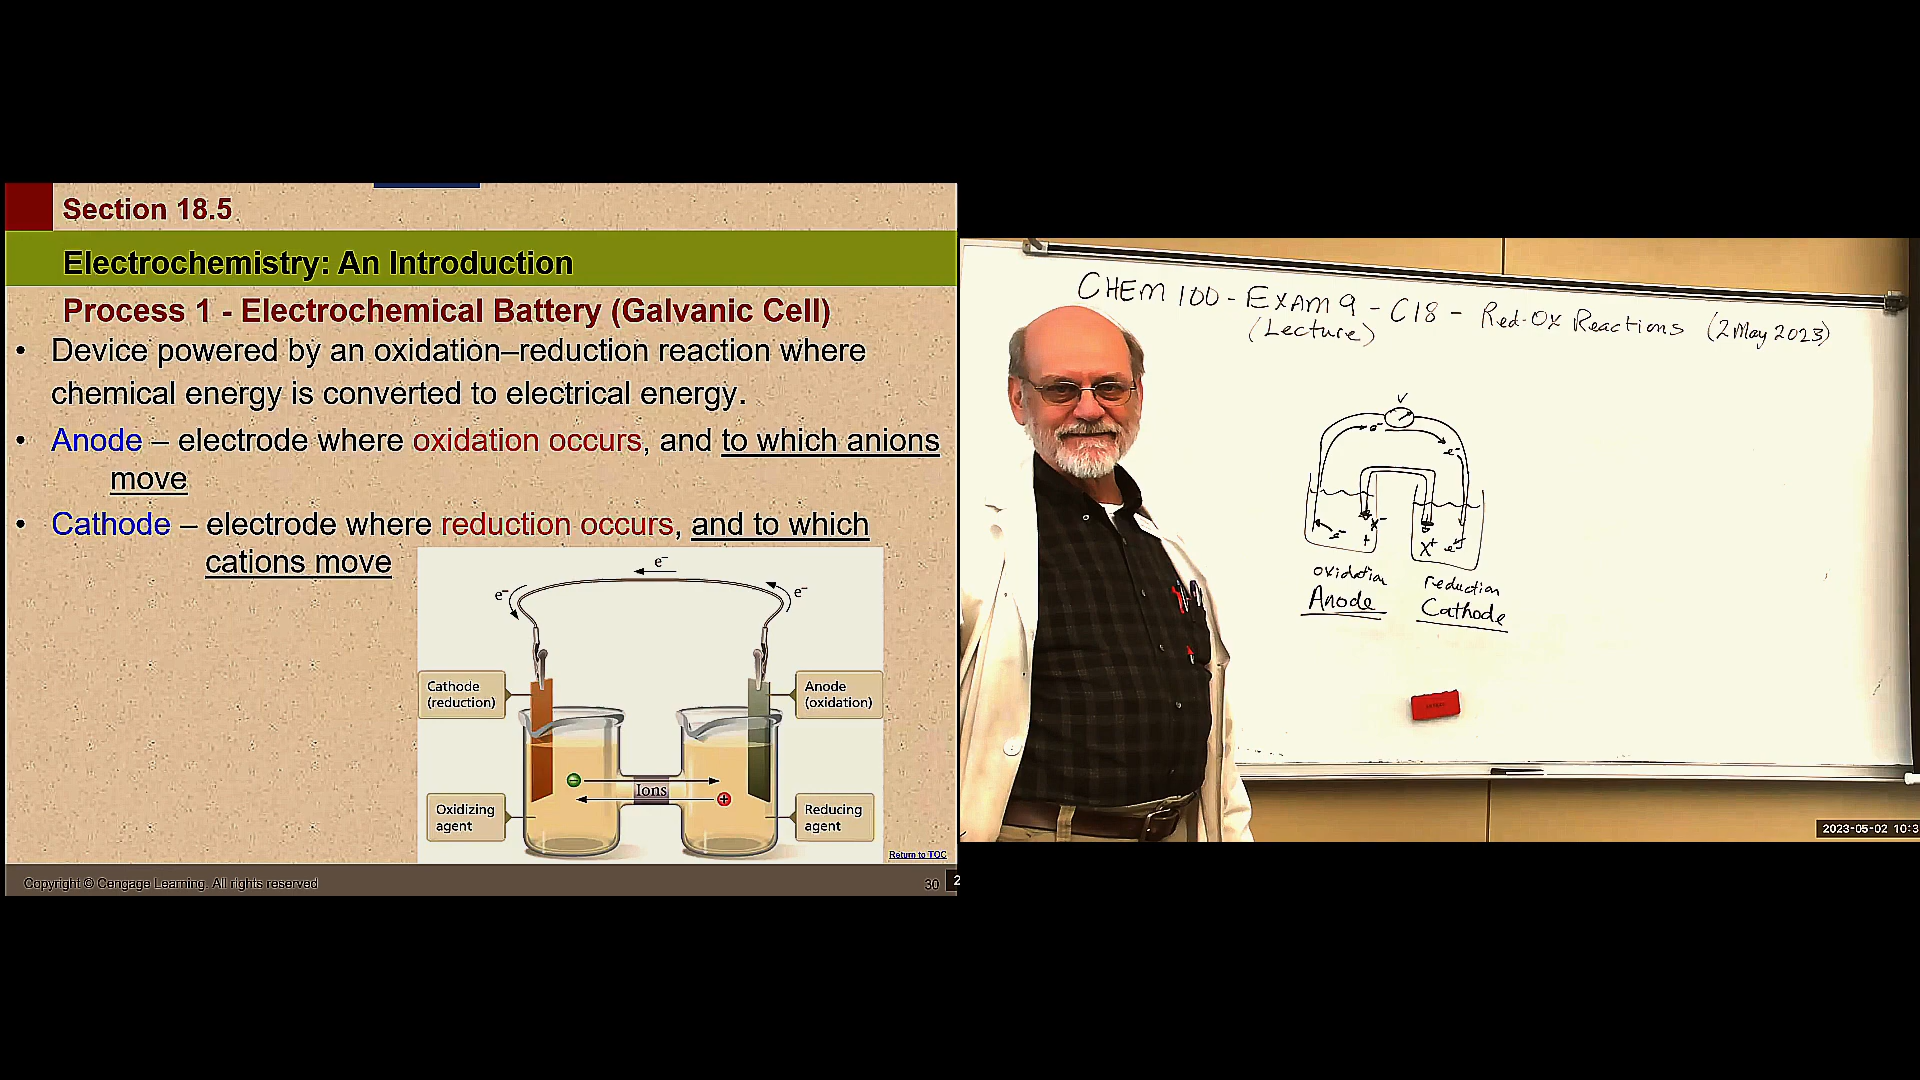 Section 18.5
Electrochemistry: An Introduction
Process 1 - Electrochemical Battery (Galvanic Cell)
• Device powered by an oxidation–reduction reaction where
chemical energy is converted to electrical energy.
• Anode – electrode where oxidation occurs, and to which anions
move
• Cathode – electrode where reduction occurs, and to which
cations move
e⁻
e⁻
e⁻
Cathode
(reduction)
Anode
(oxidation)
Ions
Oxidizing
agent
Reducing
agent
Return to TOC
Copyright © Cengage Learning. All rights reserved
30
2
CHEM 100 - EXAM 9 - C18 - Red-Ox Reactions (2 May 2023)
(Lecture)
V
e⁻
e⁻
X⁻
e⁻
+
X⁺
oxidation
reduction
Anode
Cathode
2023-05-02 10:3